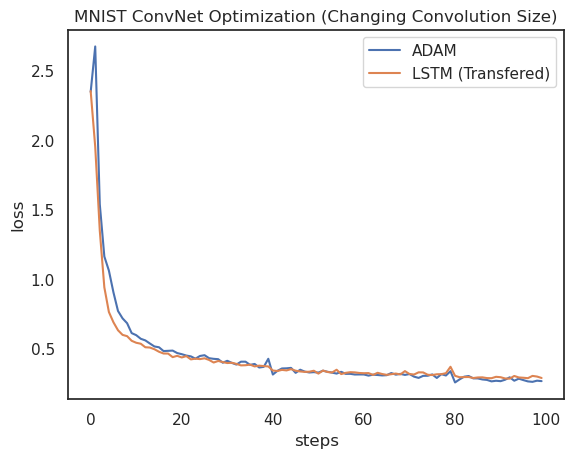 MNIST ConvNet Optimization (Changing Convolution Size)
ADAM
LSTM (Transfered)
loss
2.5
2.0
1.5
1.0
0.5
0 20 40 60 80 100
steps